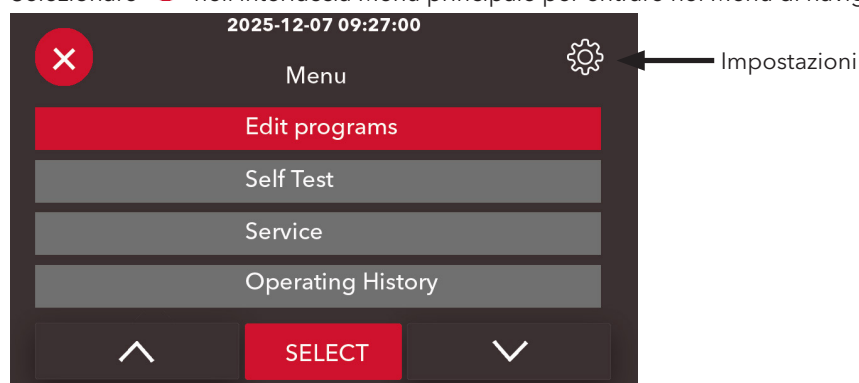 2025-12-07 09:27:00
Menu
Impostazioni
Edit programs
Self Test
Service
Operating History
SELECT